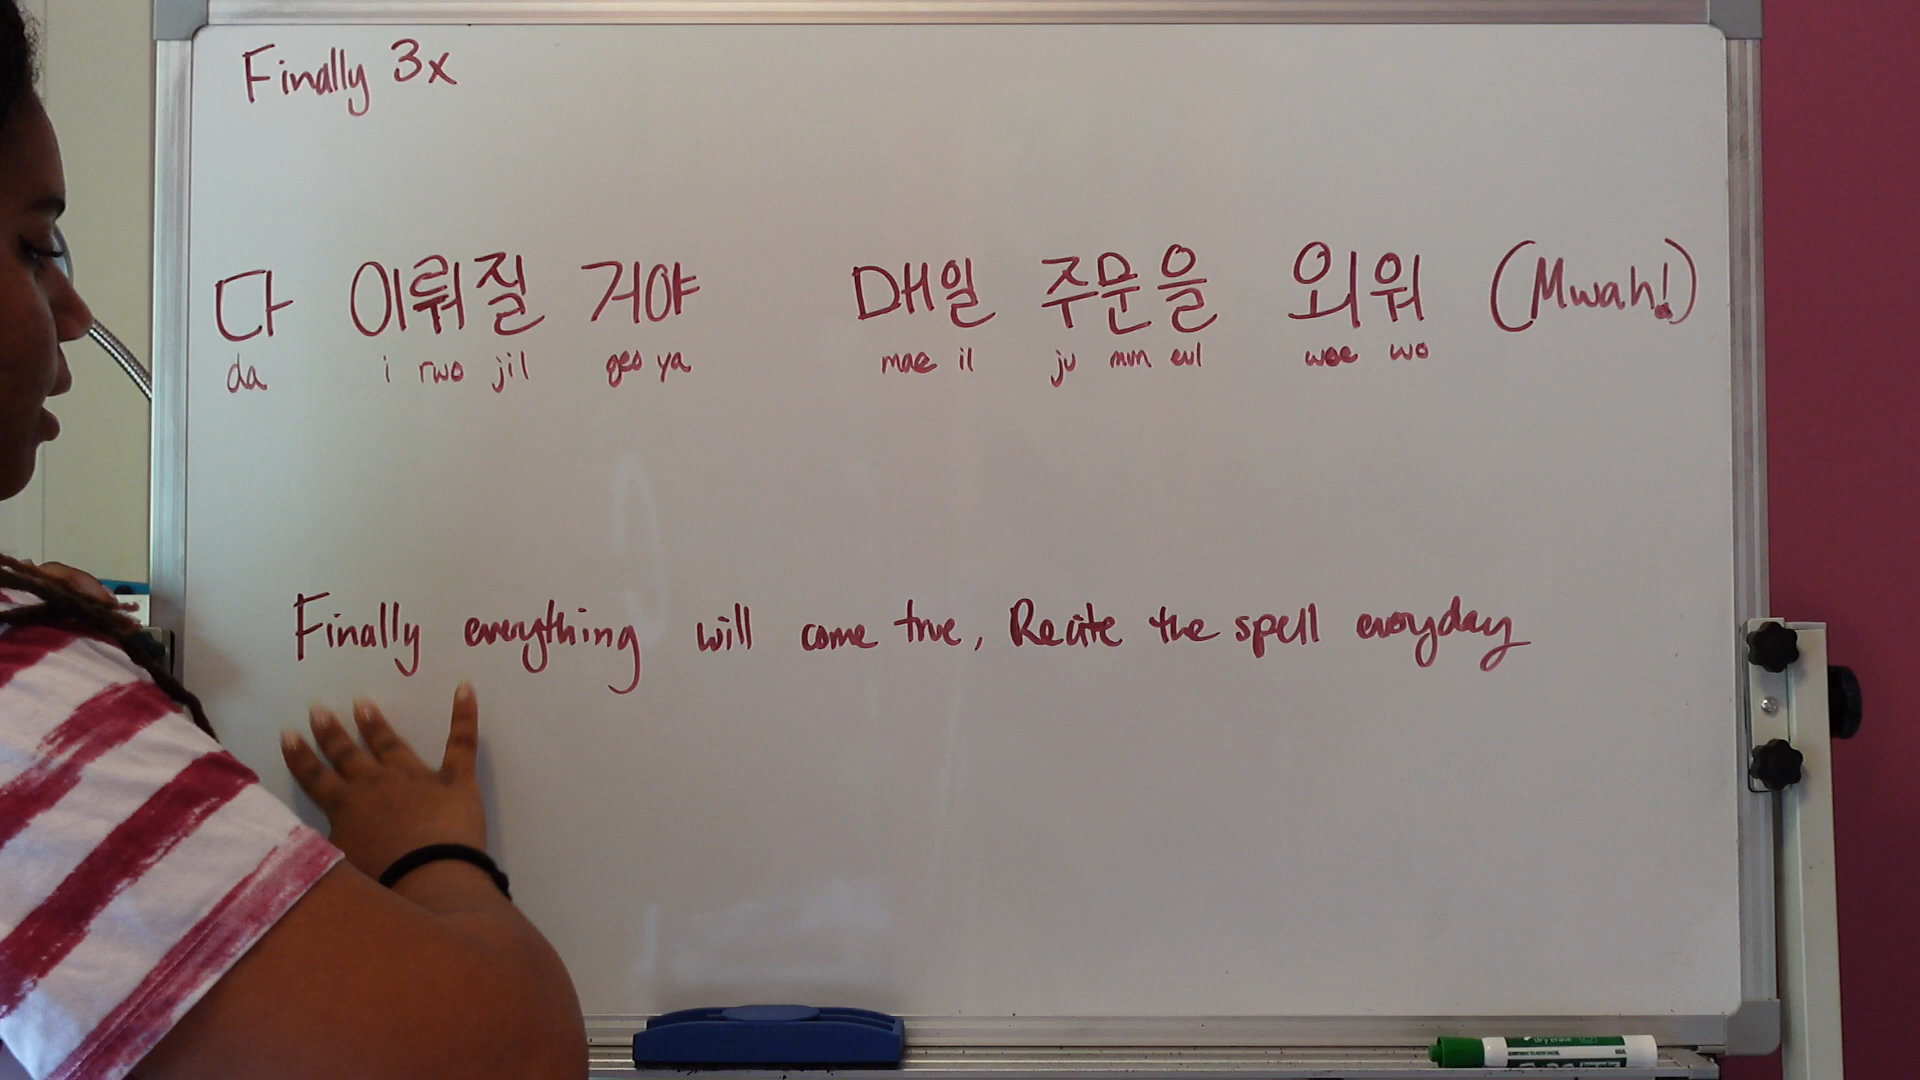 Finally 3x
다 이뤄질 거야 매일 주문을 외워 (Mwah!)
da i rwo jil geo ya mae il ju mun eul woe wo
Finally everything will come true, Recite the spell everyday